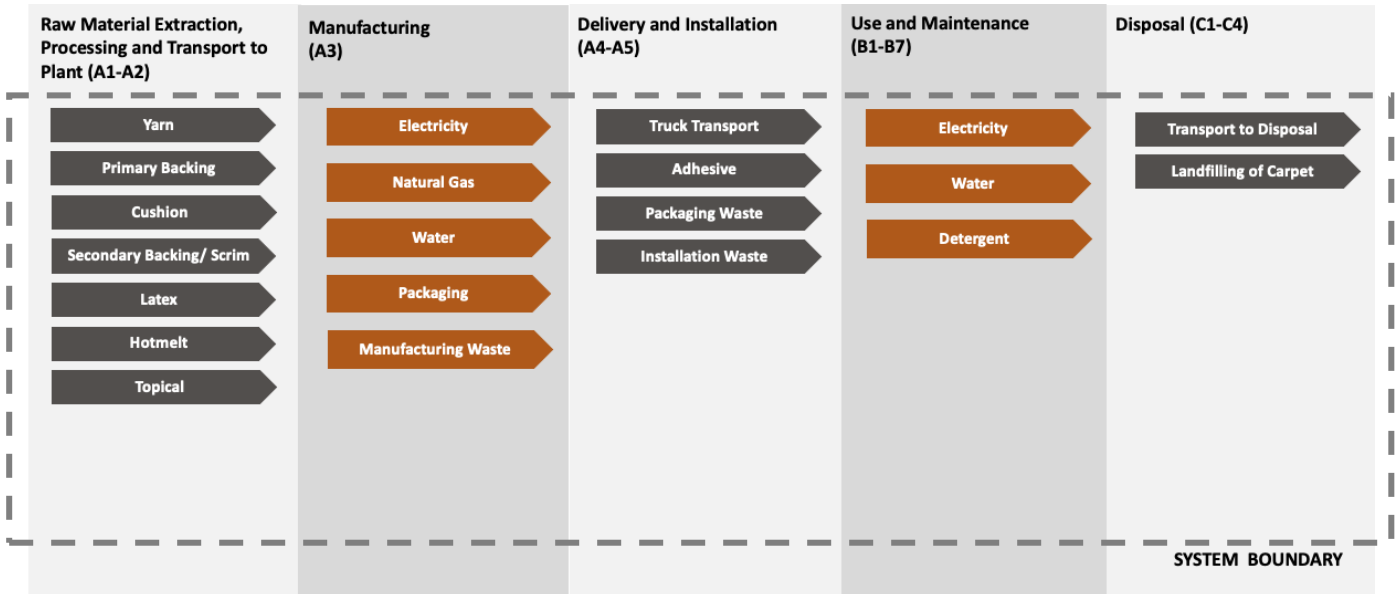 Raw Material Extraction,
Processing and Transport to
Plant (A1-A2)
Yarn
Primary Backing
Cushion
Secondary Backing/ Scrim
Latex
Hotmelt
Topical
Manufacturing
(A3)
Electricity
Natural Gas
Water
Packaging
Manufacturing Waste
Delivery and Installation
(A4-A5)
Truck Transport
Adhesive
Packaging Waste
Installation Waste
Use and Maintenance
(B1-B7)
Electricity
Water
Detergent
Disposal (C1-C4)
Transport to Disposal
Landfilling of Carpet
SYSTEM BOUNDARY